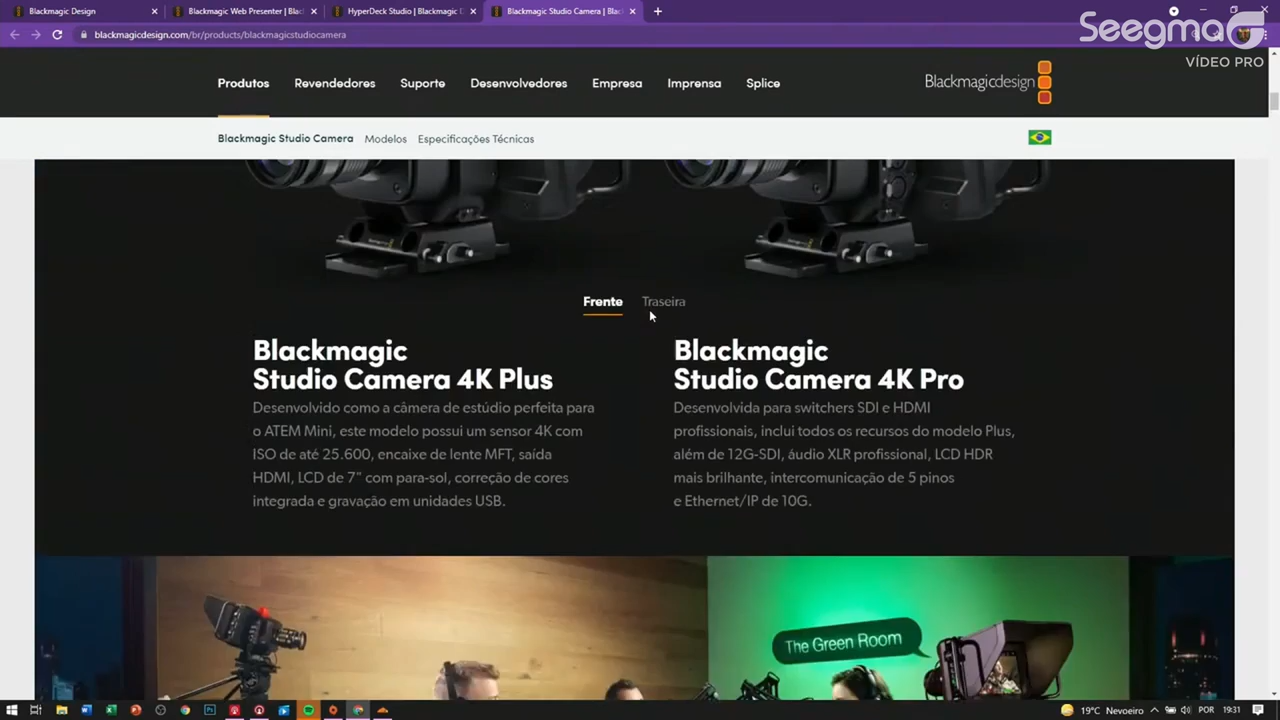 Blackmagic Design
Blackmagic Web Presenter | Blac
HyperDeck Studio | Blackmagic D
Blackmagic Studio Camera | Blac
Seegma
blackmagicdesign.com/br/products/blackmagicstudiocamera
VÍDEO PRO
Produtos
Revendedores
Suporte
Desenvolvedores
Empresa
Imprensa
Splice
Blackmagicdesign
Blackmagic Studio Camera
Modelos
Especificações Técnicas
Frente
Traseira
Blackmagic
Studio Camera 4K Plus
Desenvolvido como a câmera de estúdio perfeita para
o ATEM Mini, este modelo possui um sensor 4K com
ISO de até 25.600, encaixe de lente MFT, saída
HDMI, LCD de 7" com para-sol, correção de cores
integrada e gravação em unidades USB.
Blackmagic
Studio Camera 4K Pro
Desenvolvida para switchers SDI e HDMI
profissionais, inclui todos os recursos do modelo Plus,
além de 12G-SDI, áudio XLR profissional, LCD HDR
mais brilhante, intercomunicação de 5 pinos
e Ethernet/IP de 10G.
The Green Room
19°C Nevoeiro
POR
19:31